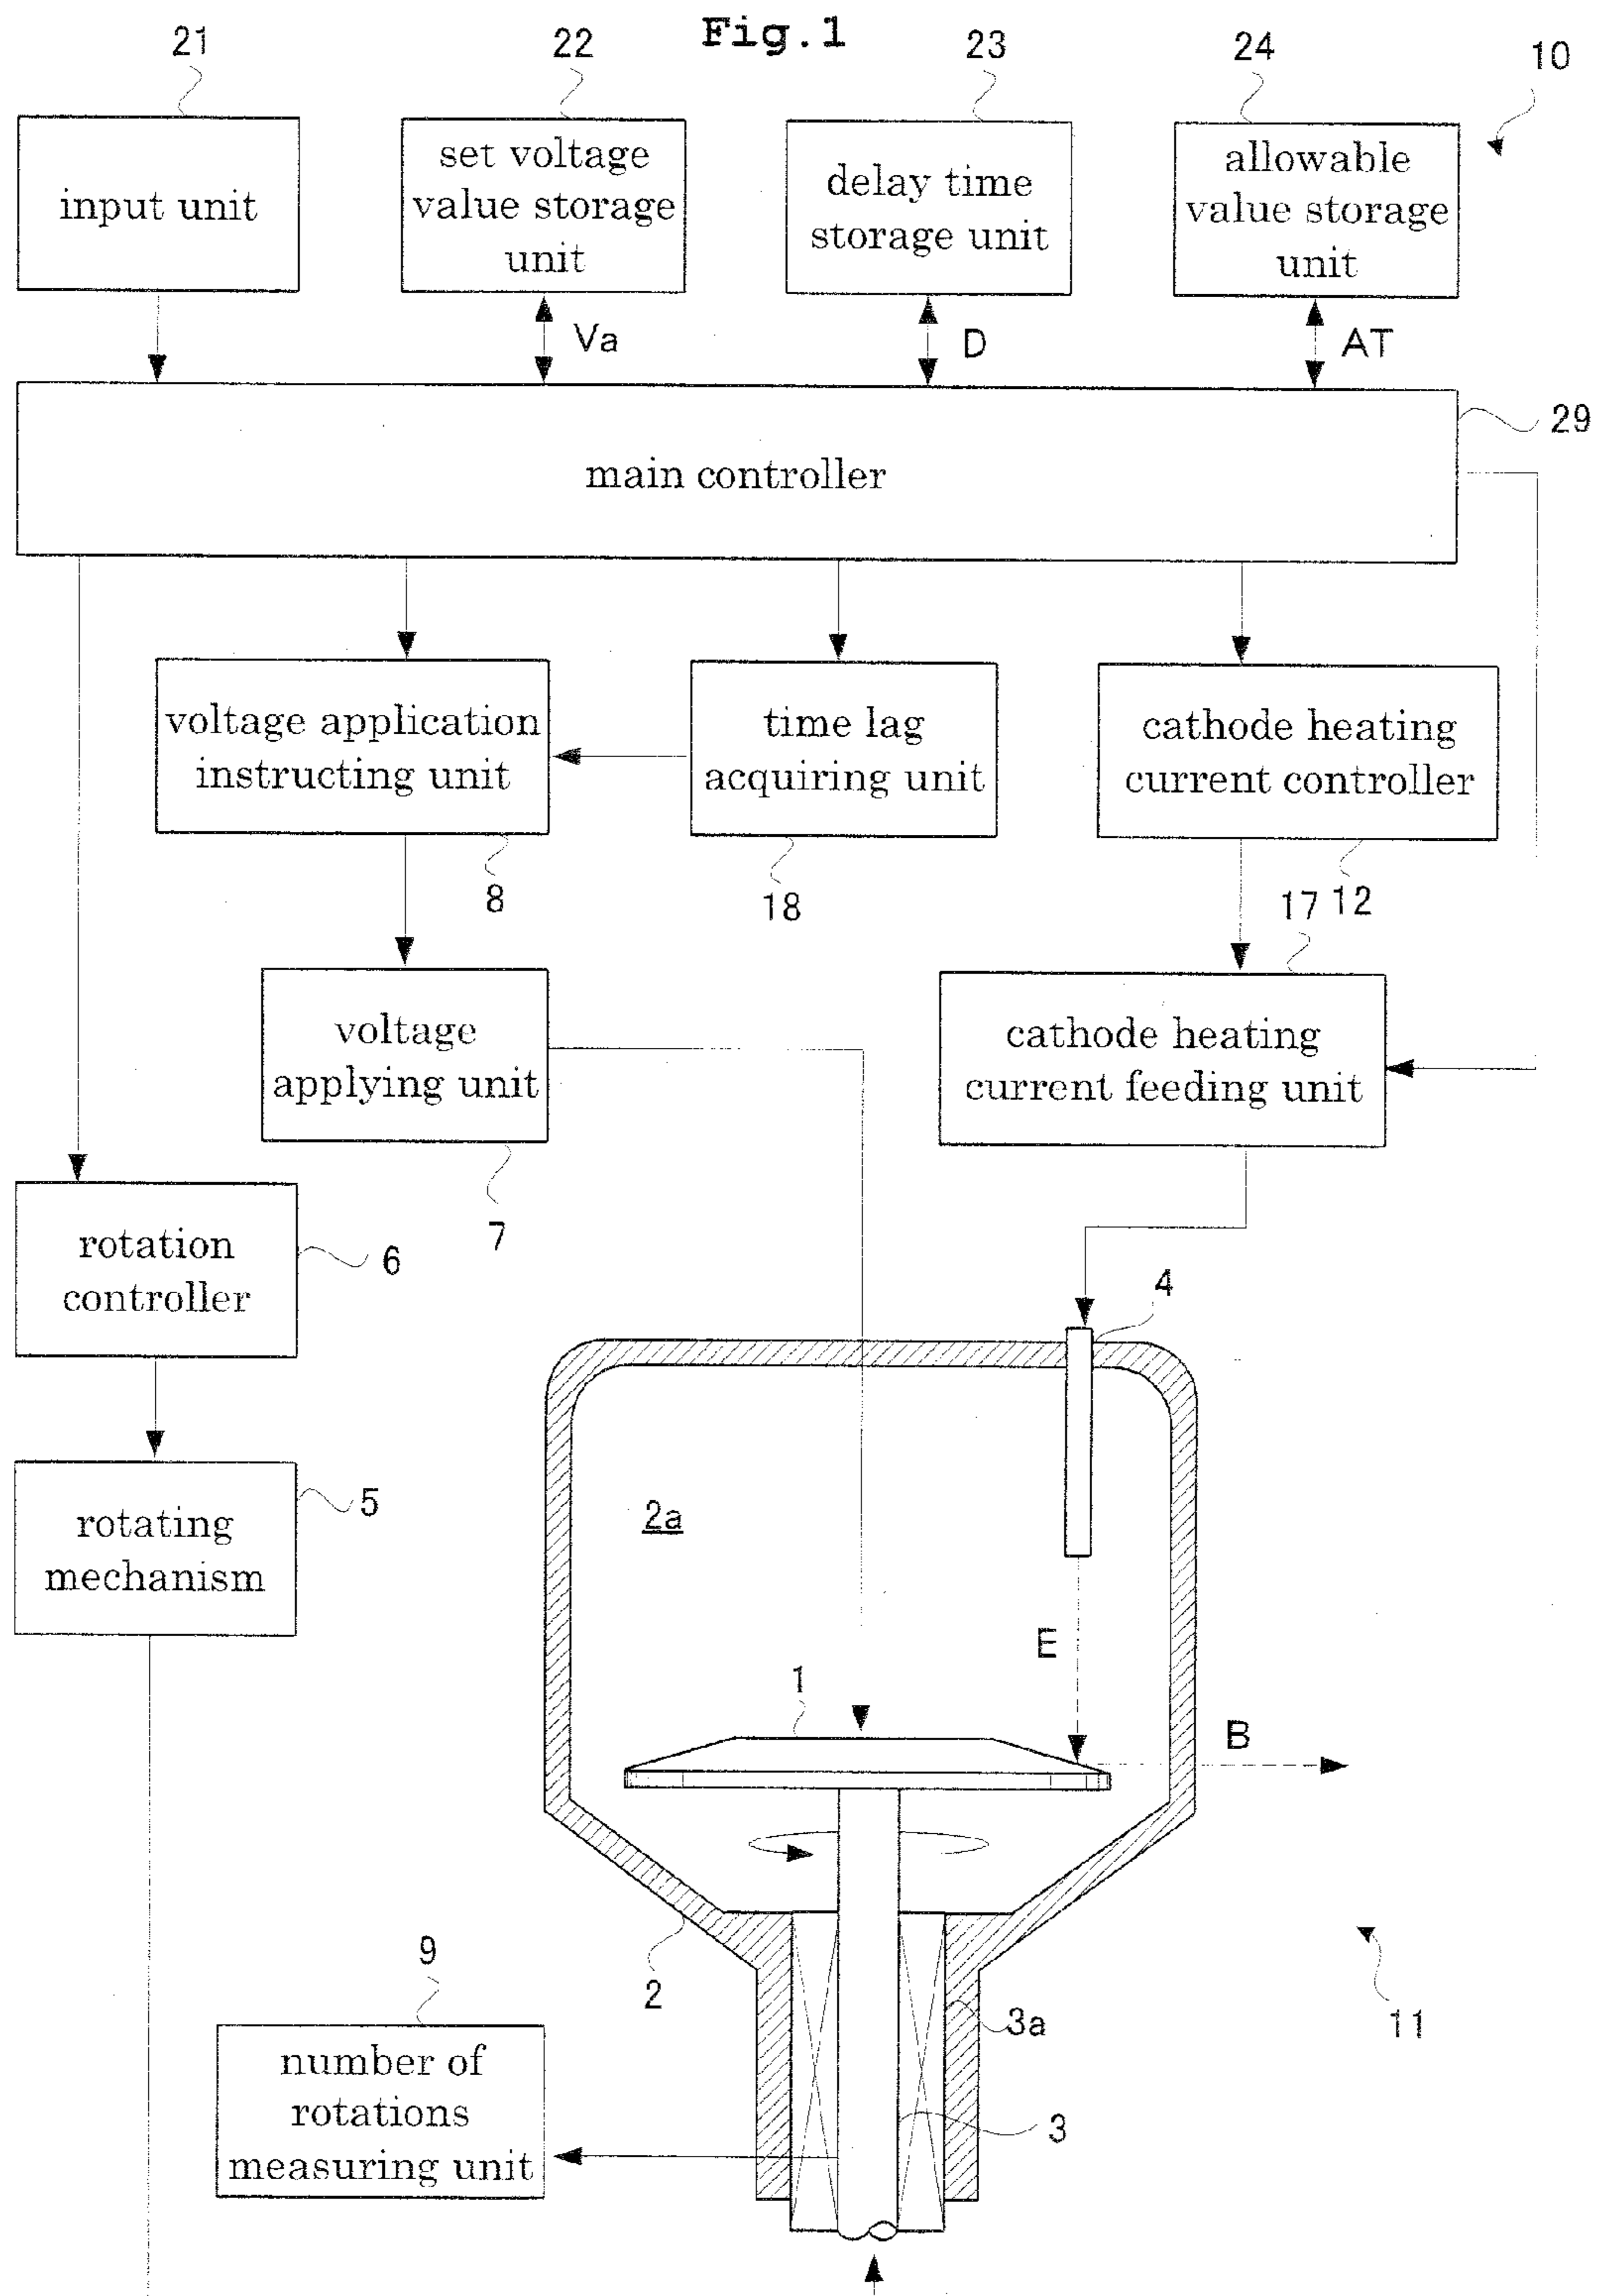 Fig.1
21
22
23
24
10
input unit
set voltage
value storage
unit
delay time
storage unit
allowable
value storage
unit
Va
D
AT
main controller
29
voltage application
instructing unit
time lag
acquiring unit
cathode heating
current controller
8
18
17
12
voltage
applying unit
cathode heating
current feeding unit
7
rotation
controller
6
4
rotating
mechanism
5
2a
E
1
B
2
9
3a
11
number of
rotations
measuring unit
3